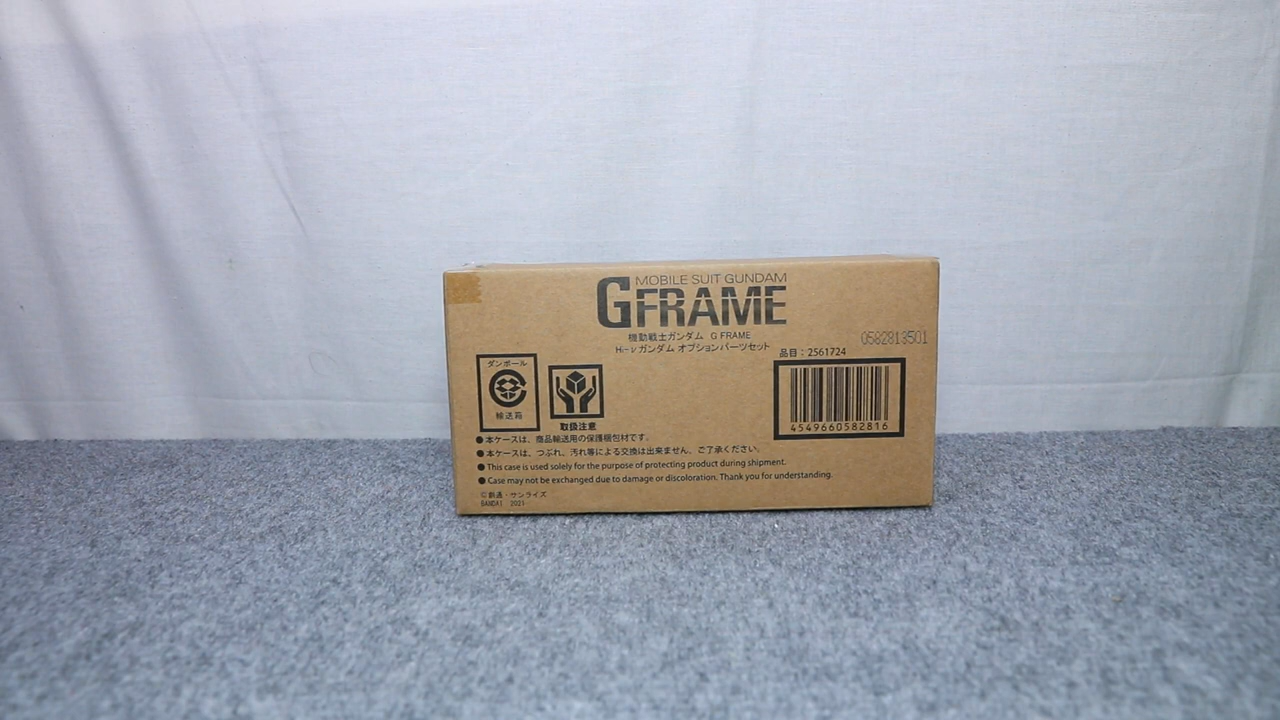 MOBILE SUIT GUNDAM
GFRAME
機動戦士ガンダム G FRAME
Hi-νガンダム オプションパーツセット
0582813501
品目：2561724
4549660582816
ダンボール
輸送箱
取扱注意
●本ケースは、商品輸送用の保護梱包材です。
●本ケースは、つぶれ、汚れ等による交換は出来ません。ご了承ください。
●This case is used solely for the purpose of protecting product during shipment.
●Case may not be exchanged due to damage or discoloration. Thank you for understanding.
©創通・サンライズ
BANDAI 2021